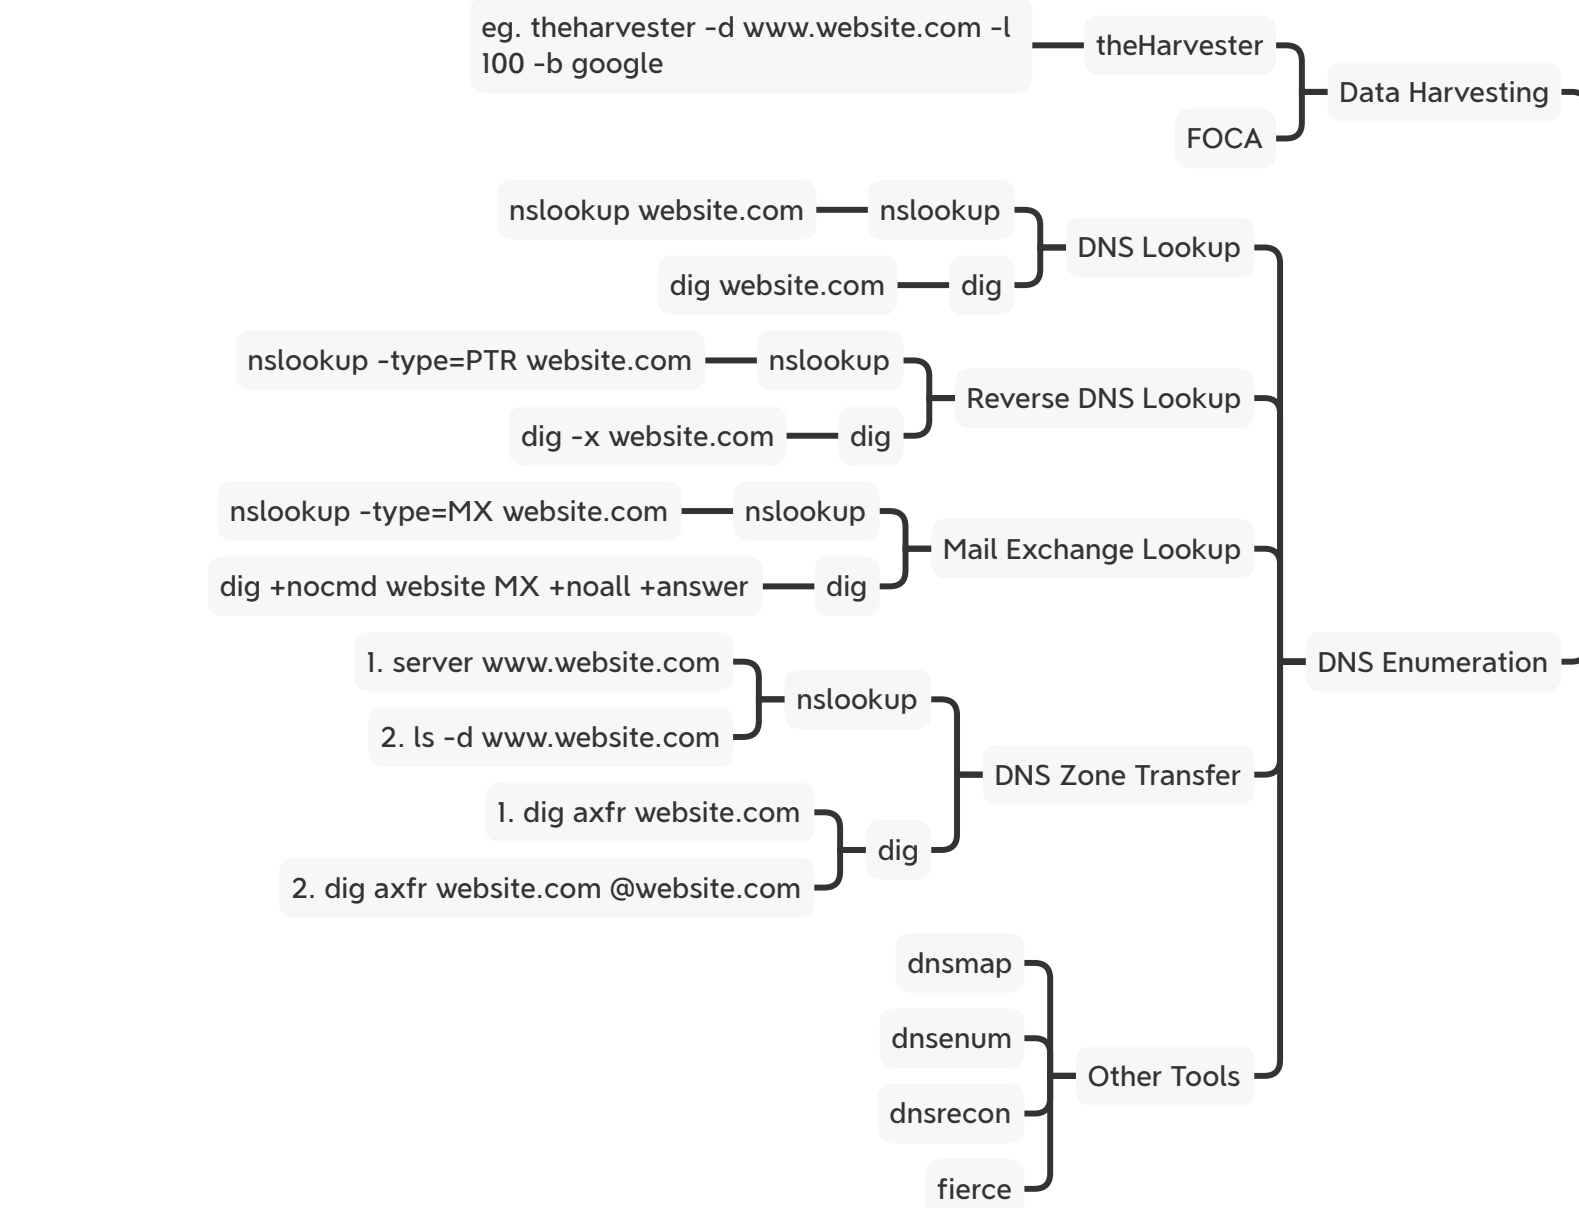 eg. theharvester -d www.website.com -l
100 -b google
theHarvester
Data Harvesting
FOCA
nslookup website.com
nslookup
DNS Lookup
dig website.com
dig
nslookup -type=PTR website.com
nslookup
Reverse DNS Lookup
dig -x website.com
dig
nslookup -type=MX website.com
nslookup
Mail Exchange Lookup
dig +nocmd website MX +noall +answer
dig
1. server www.website.com
nslookup
2. ls -d www.website.com
DNS Enumeration
DNS Zone Transfer
1. dig axfr website.com
dig
2. dig axfr website.com @website.com
dnsmap
dnsenum
Other Tools
dnsrecon
fierce